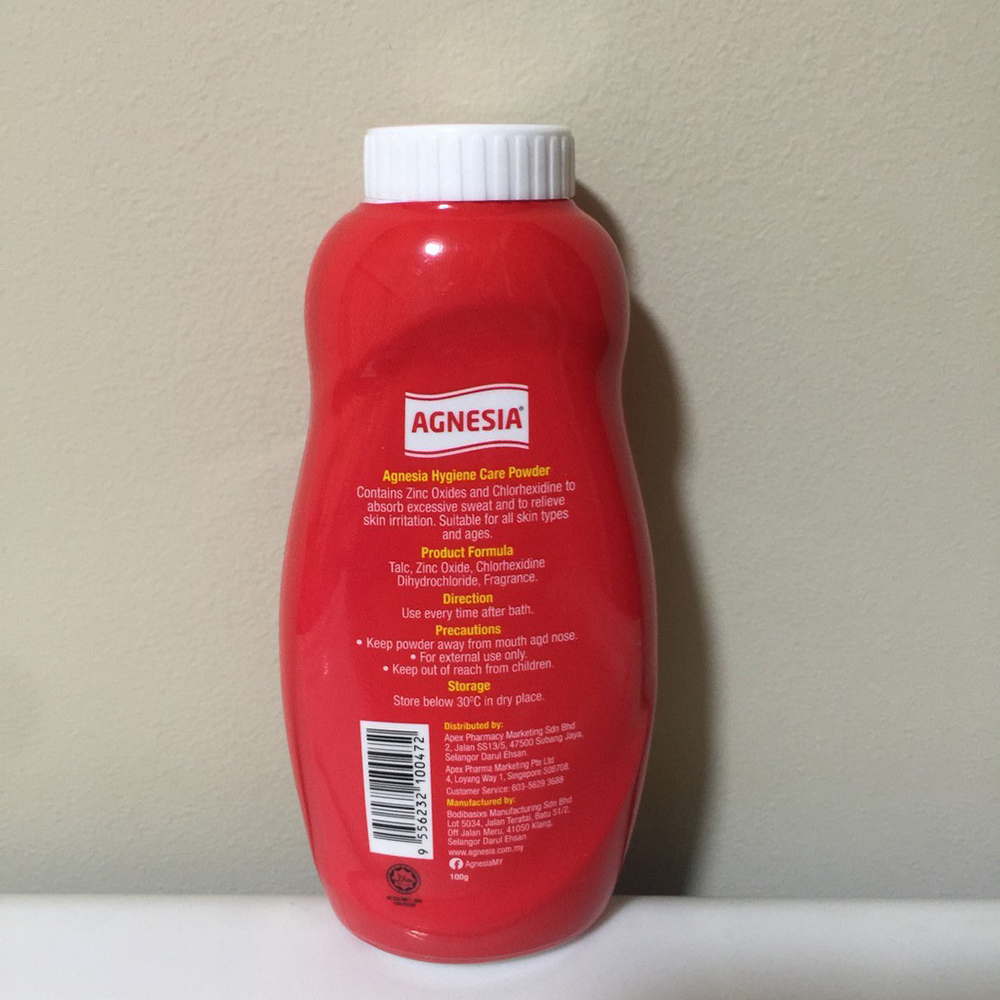 AGNESIA®
Agnesia Hygiene Care Powder
Contains Zinc Oxides and Chlorhexidine to
absorb excessive sweat and to relieve
skin irritation. Suitable for all skin types
and ages.
Product Formula
Talc, Zinc Oxide, Chlorhexidine
Dihydrochloride, Fragrance.
Direction
Use every time after bath.
Precautions
• Keep powder away from mouth and nose.
• For external use only.
• Keep out of reach from children.
Storage
Store below 30°C in dry place.
9 556232 100472
Distributed by:
Apex Pharmacy Marketing Sdn Bhd
2, Jalan SS13/5, 47500 Subang Jaya,
Selangor Darul Ehsan.
Apex Pharma Marketing Pte Ltd
4, Loyang Way 1, Singapore 508708.
Customer Service: 603-5629 3688
Manufactured by:
Bodibasixs Manufacturing Sdn Bhd
Lot 5034, Jalan Teratai, Batu 51/2,
Off Jalan Meru, 41050 Klang,
Selangor Darul Ehsan
www.agnesia.com.my
AgnesiaMY
100g